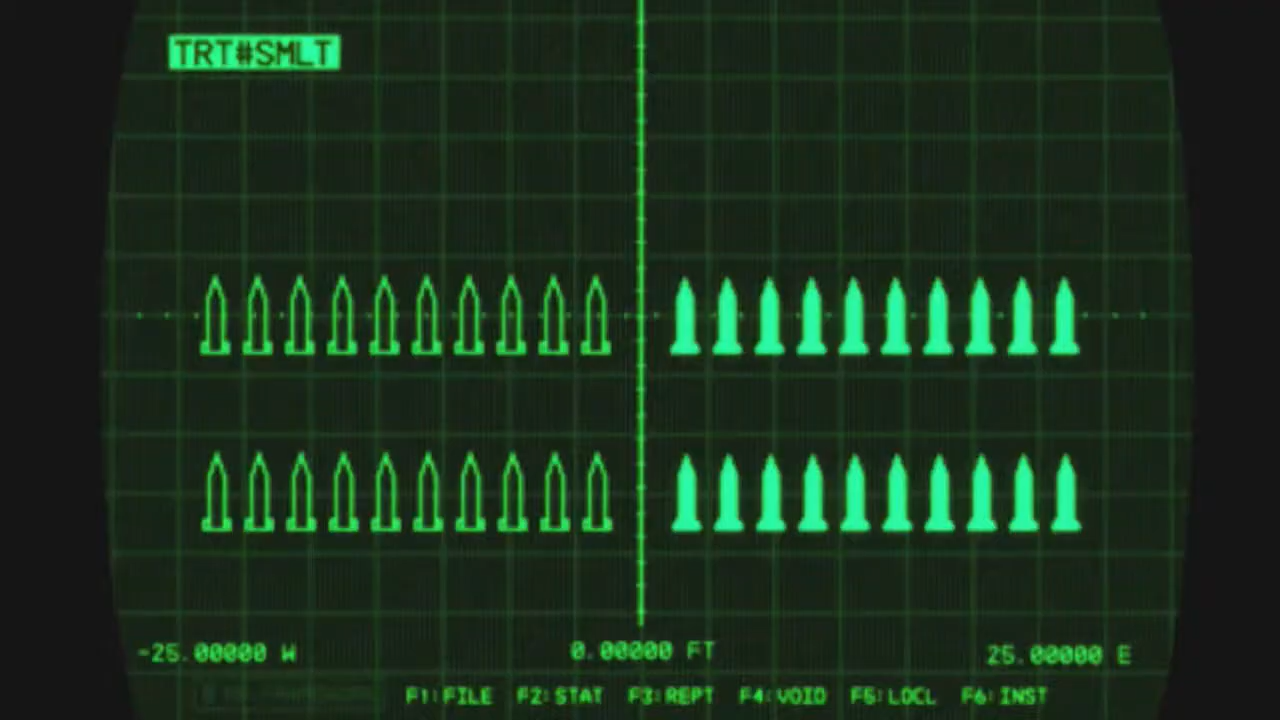 TRT#SMLT
-25.00000 W 0.00000 FT 25.00000 E
F1:FILE F2:STAT F3:REPT F4:VOID F5:LOCL F6:INST